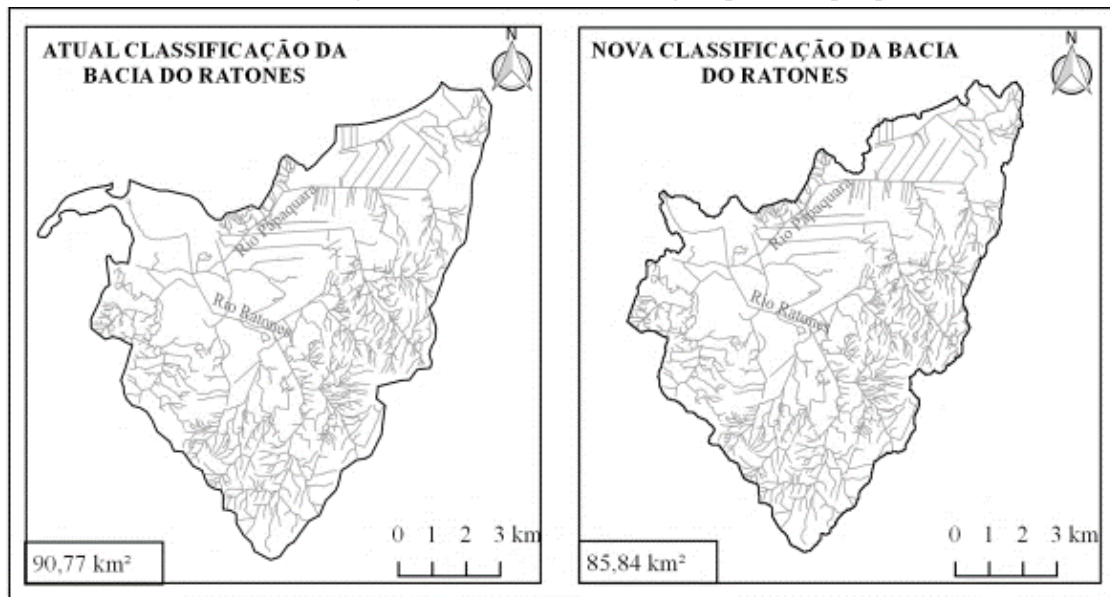 ATUAL CLASSIFICAÇÃO DA
BACIA DO RATONES
N
Rio Papaquara
Rio Ratones
0 1 2 3 km
90,77 km²
NOVA CLASSIFICAÇÃO DA BACIA
DO RATONES
N
Rio Papaquara
Rio Ratones
0 1 2 3 km
85,84 km²